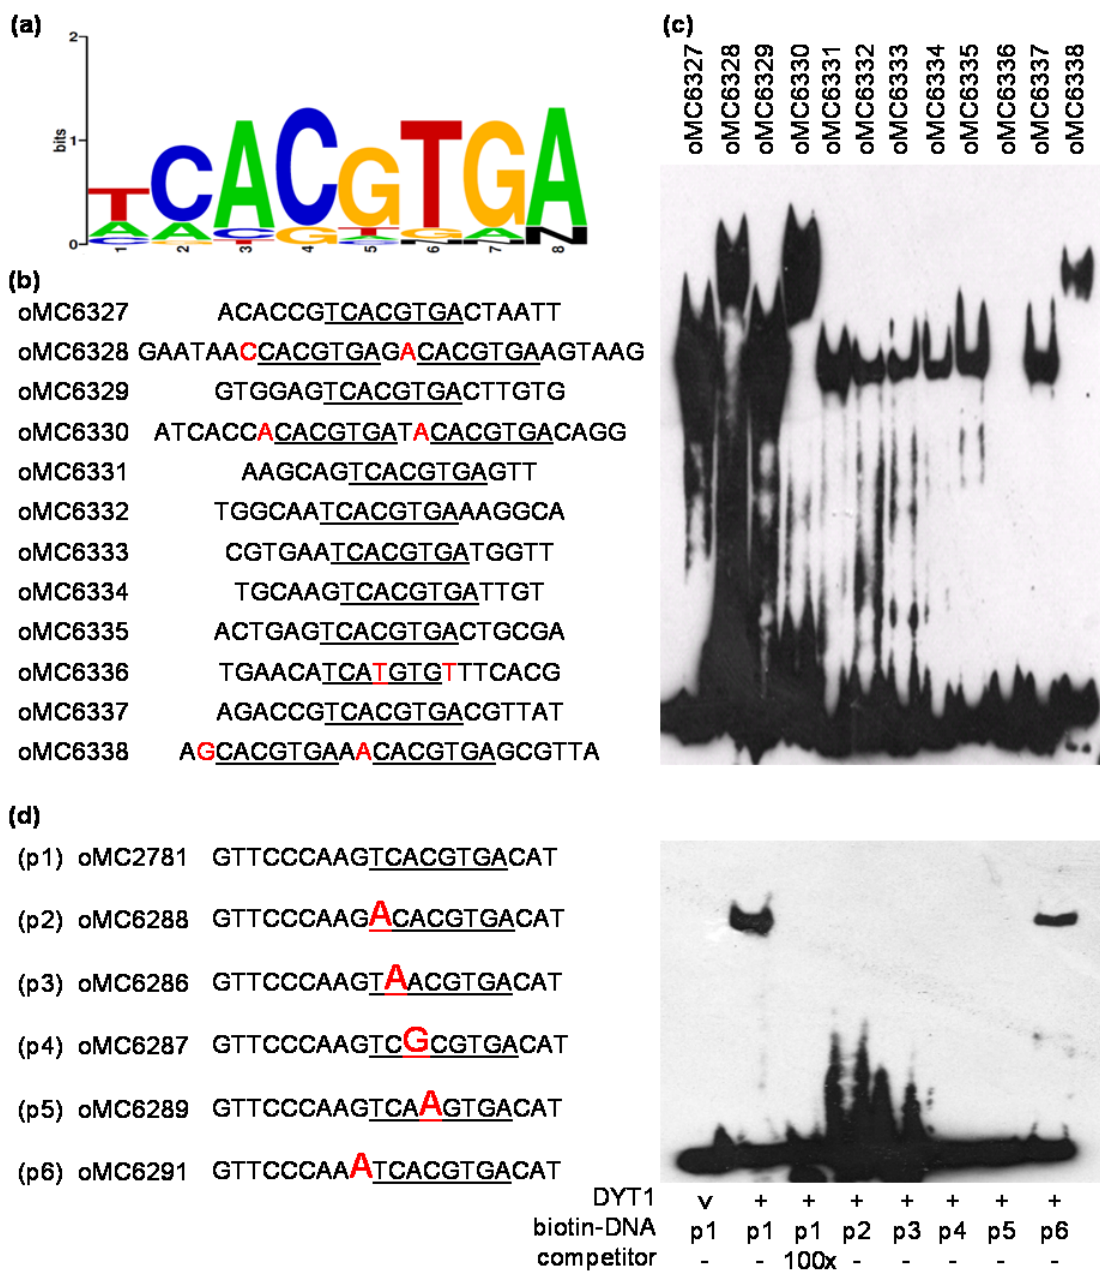 (a)
2
1
0
bits
TCACGTGA
1 2 3 4 5 6 7 8
(b)
oMC6327 ACACCGTCACGTGACTAATT
oMC6328 GAATAACCACGTGAGACACGTGAAGTAAG
oMC6329 GTGGAGTCACGTGACTTGTG
oMC6330 ATCACCACACGTGATACACGTGACAGG
oMC6331 AAGCAGTCACGTGAGTT
oMC6332 TGGCAATCACGTGAAAGGCA
oMC6333 CGTGAATCACGTGATGGTT
oMC6334 TGCAAGTCACGTGATTGT
oMC6335 ACTGAGTCACGTGACTGCGA
oMC6336 TGAACATCATGTGTTTCACG
oMC6337 AGACCGTCACGTGACGTTAT
oMC6338 AGCACGTGAAACACGTGAGCGTTA
(c)
oMC6327
oMC6328
oMC6329
oMC6330
oMC6331
oMC6332
oMC6333
oMC6334
oMC6335
oMC6336
oMC6337
oMC6338
(d)
(p1) oMC2781 GTTCCCAAGTCACGTGACAT
(p2) oMC6288 GTTCCCAAGACACGTGACAT
(p3) oMC6286 GTTCCCAAGTAACGTGACAT
(p4) oMC6287 GTTCCCAAGTCGCGTGACAT
(p5) oMC6289 GTTCCCAAGTCAAGTGACAT
(p6) oMC6291 GTTCCCAAATCACGTGACAT
DYT1 v + + + + + + +
biotin-DNA p1 p1 p1 p2 p3 p4 p5 p6
competitor - - 100x - - - - -